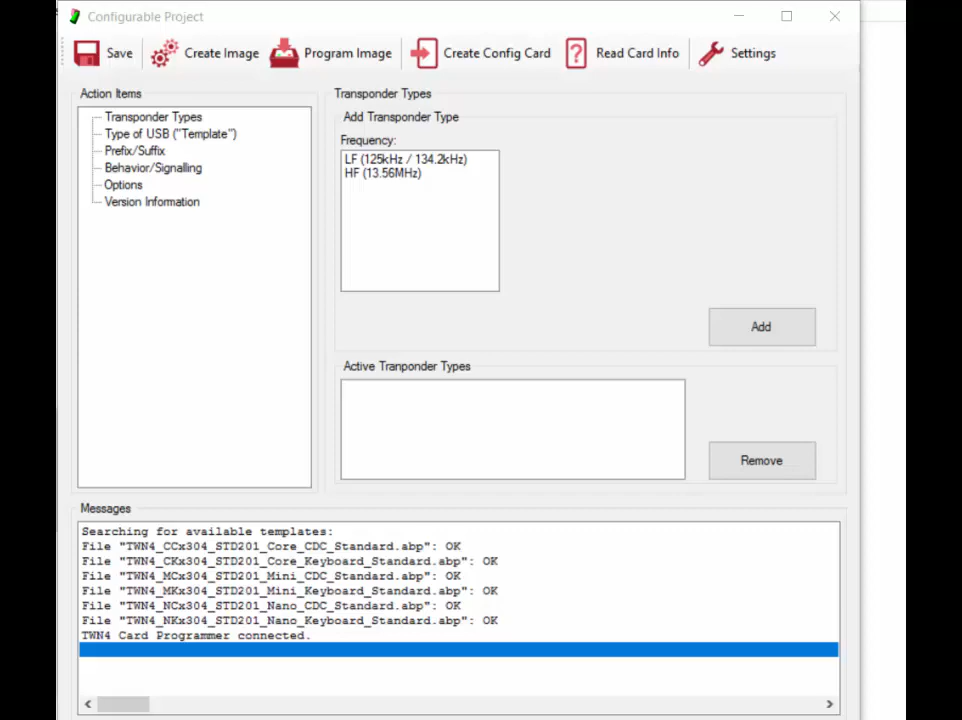 Configurable Project
Save Create Image Program Image Create Config Card Read Card Info Settings
Action Items
Transponder Types
Type of USB ("Template")
Prefix/Suffix
Behavior/Signalling
Options
Version Information
Transponder Types
Add Transponder Type
Frequency:
LF (125kHz / 134.2kHz)
HF (13.56MHz)
Add
Active Tranponder Types
Remove
Messages
Searching for available templates:
File "TWN4_CCx304_STD201_Core_CDC_Standard.abp": OK
File "TWN4_CKx304_STD201_Core_Keyboard_Standard.abp": OK
File "TWN4_MCx304_STD201_Mini_CDC_Standard.abp": OK
File "TWN4_MKx304_STD201_Mini_Keyboard_Standard.abp": OK
File "TWN4_NCx304_STD201_Nano_CDC_Standard.abp": OK
File "TWN4_NKx304_STD201_Nano_Keyboard_Standard.abp": OK
TWN4 Card Programmer connected.